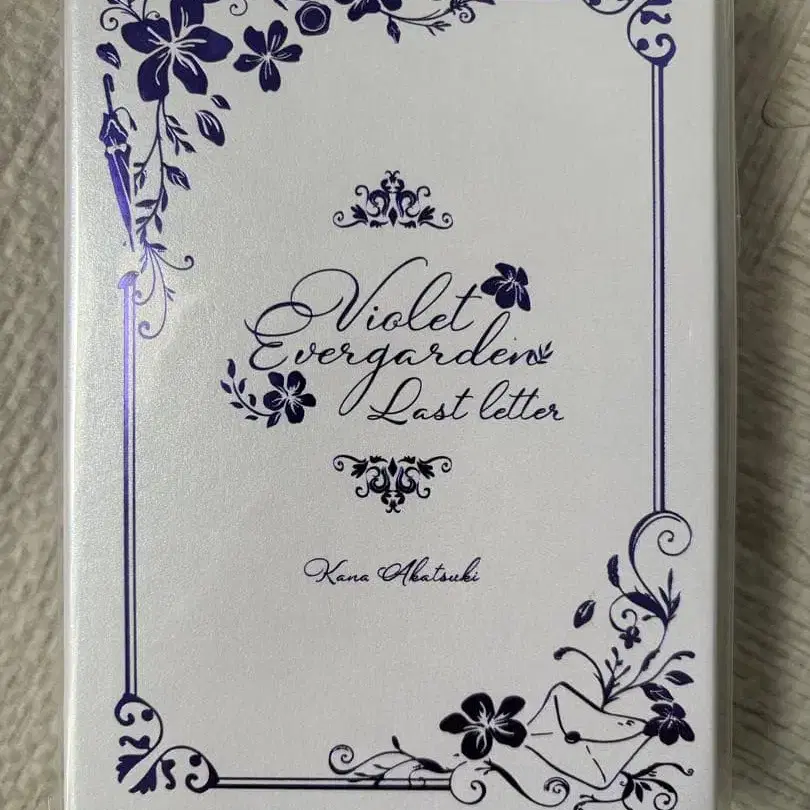 Violet
Evergarden
Last letter
Kana Akatsuki